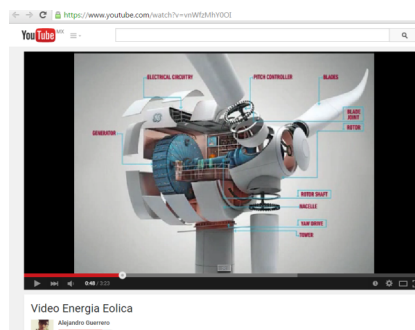 https://www.youtube.com/watch?v=vnWfzMhY0OI
YouTube MX
ELECTRICAL CIRCUITRY
PITCH CONTROLLER
BLADES
BLADE
JOINT
ROTOR
GENERATOR
ROTOR SHAFT
NACELLE
YAW DRIVE
TOWER
0:48 / 3:23
Video Energia Eolica
Alejandro Guerrero